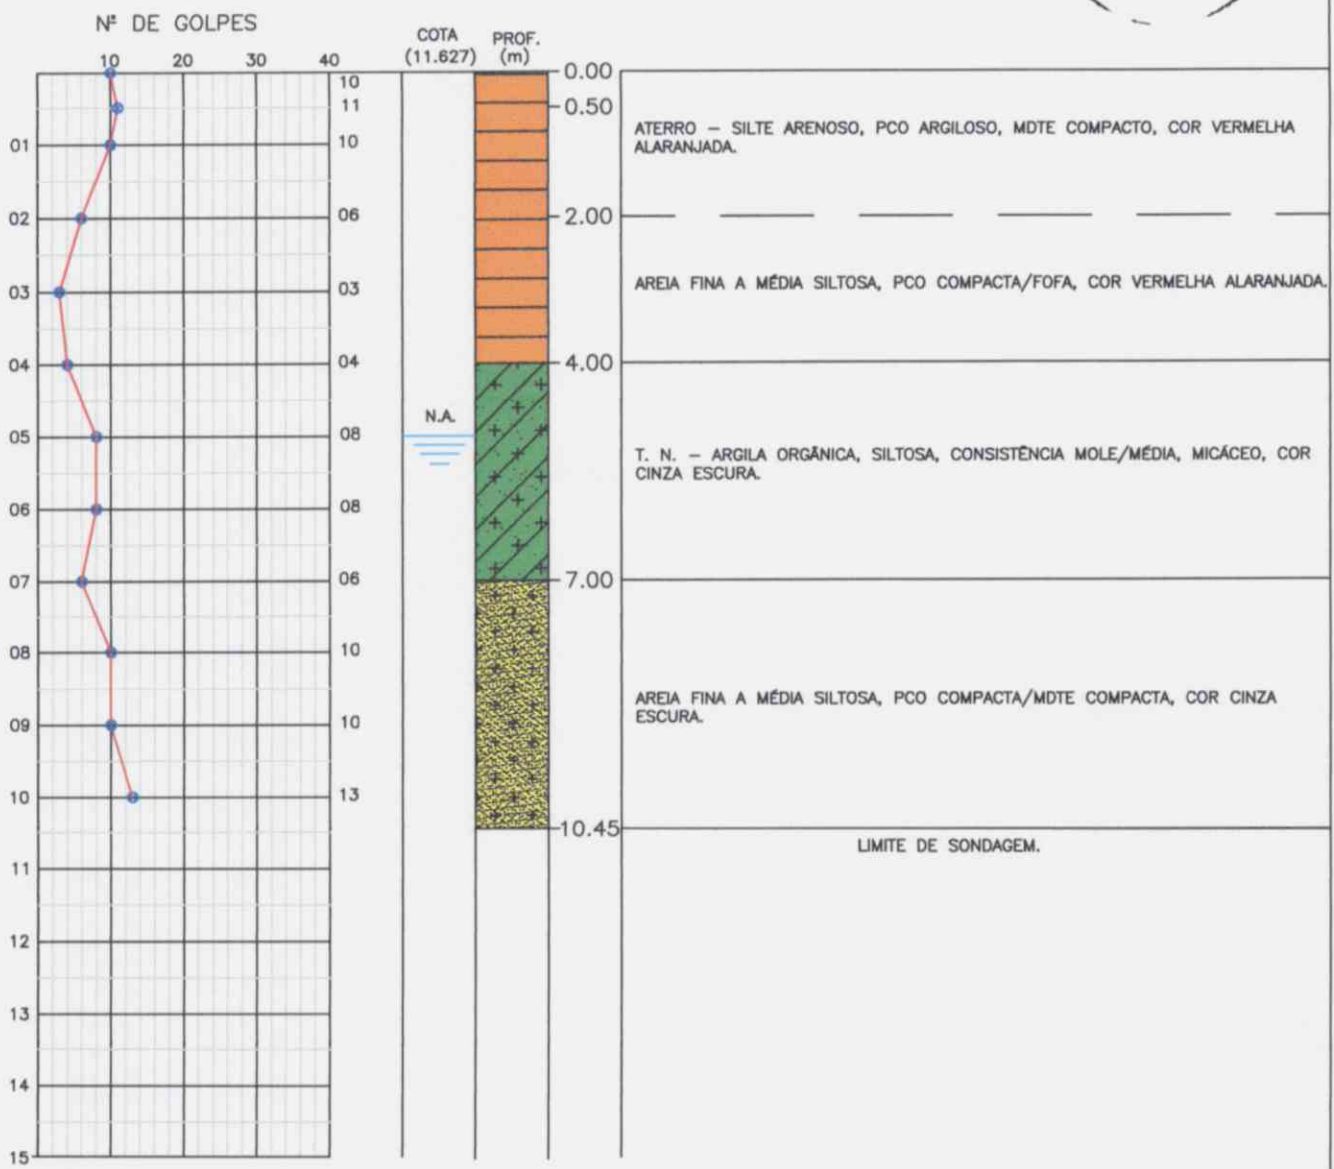 Nº DE GOLPES
COTA
(11.627)
PROF.
(m)
10 20 30 40
10
11
01 10
02 06
03 03
04 04
05 08
06 08
07 06
08 10
09 10
10 13
11
12
13
14
15
N.A.
0.00
0.50
ATERRO – SILTE ARENOSO, PCO ARGILOSO, MDTE COMPACTO, COR VERMELHA
ALARANJADA.
2.00
AREIA FINA A MÉDIA SILTOSA, PCO COMPACTA/FOFA, COR VERMELHA ALARANJADA.
4.00
T. N. – ARGILA ORGÂNICA, SILTOSA, CONSISTÊNCIA MOLE/MÉDIA, MICÁCEO, COR
CINZA ESCURA.
7.00
AREIA FINA A MÉDIA SILTOSA, PCO COMPACTA/MDTE COMPACTA, COR CINZA
ESCURA.
10.45
LIMITE DE SONDAGEM.